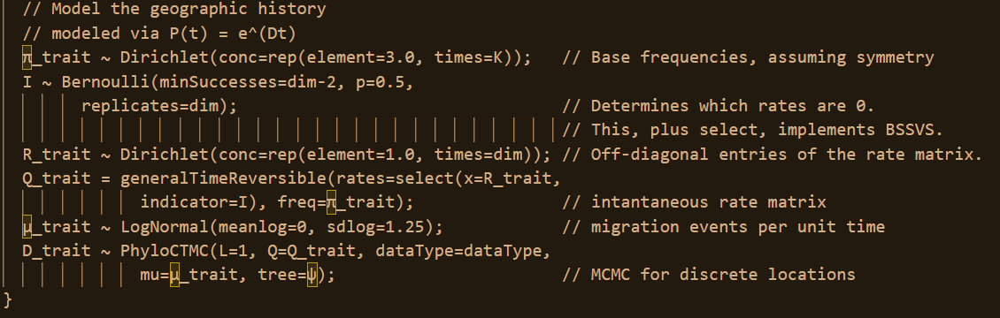 // Model the geographic history
// modeled via P(t) = e^(Dt)
π_trait ~ Dirichlet(conc=rep(element=3.0, times=K));   // Base frequencies, assuming symmetry
I ~ Bernoulli(minSuccesses=dim-2, p=0.5,
replicates=dim);   // Determines which rates are 0.
// This, plus select, implements BSSVS.
R_trait ~ Dirichlet(conc=rep(element=1.0, times=dim)); // Off-diagonal entries of the rate matrix.
Q_trait = generalTimeReversible(rates=select(x=R_trait,
indicator=I), freq=π_trait);   // intantaneous rate matrix
μ_trait ~ LogNormal(meanlog=0, sdlog=1.25);   // migration events per unit time
D_trait ~ PhyloCTMC(L=1, Q=Q_trait, dataType=dataType,
mu=μ_trait, tree=ψ);   // MCMC for discrete locations
}